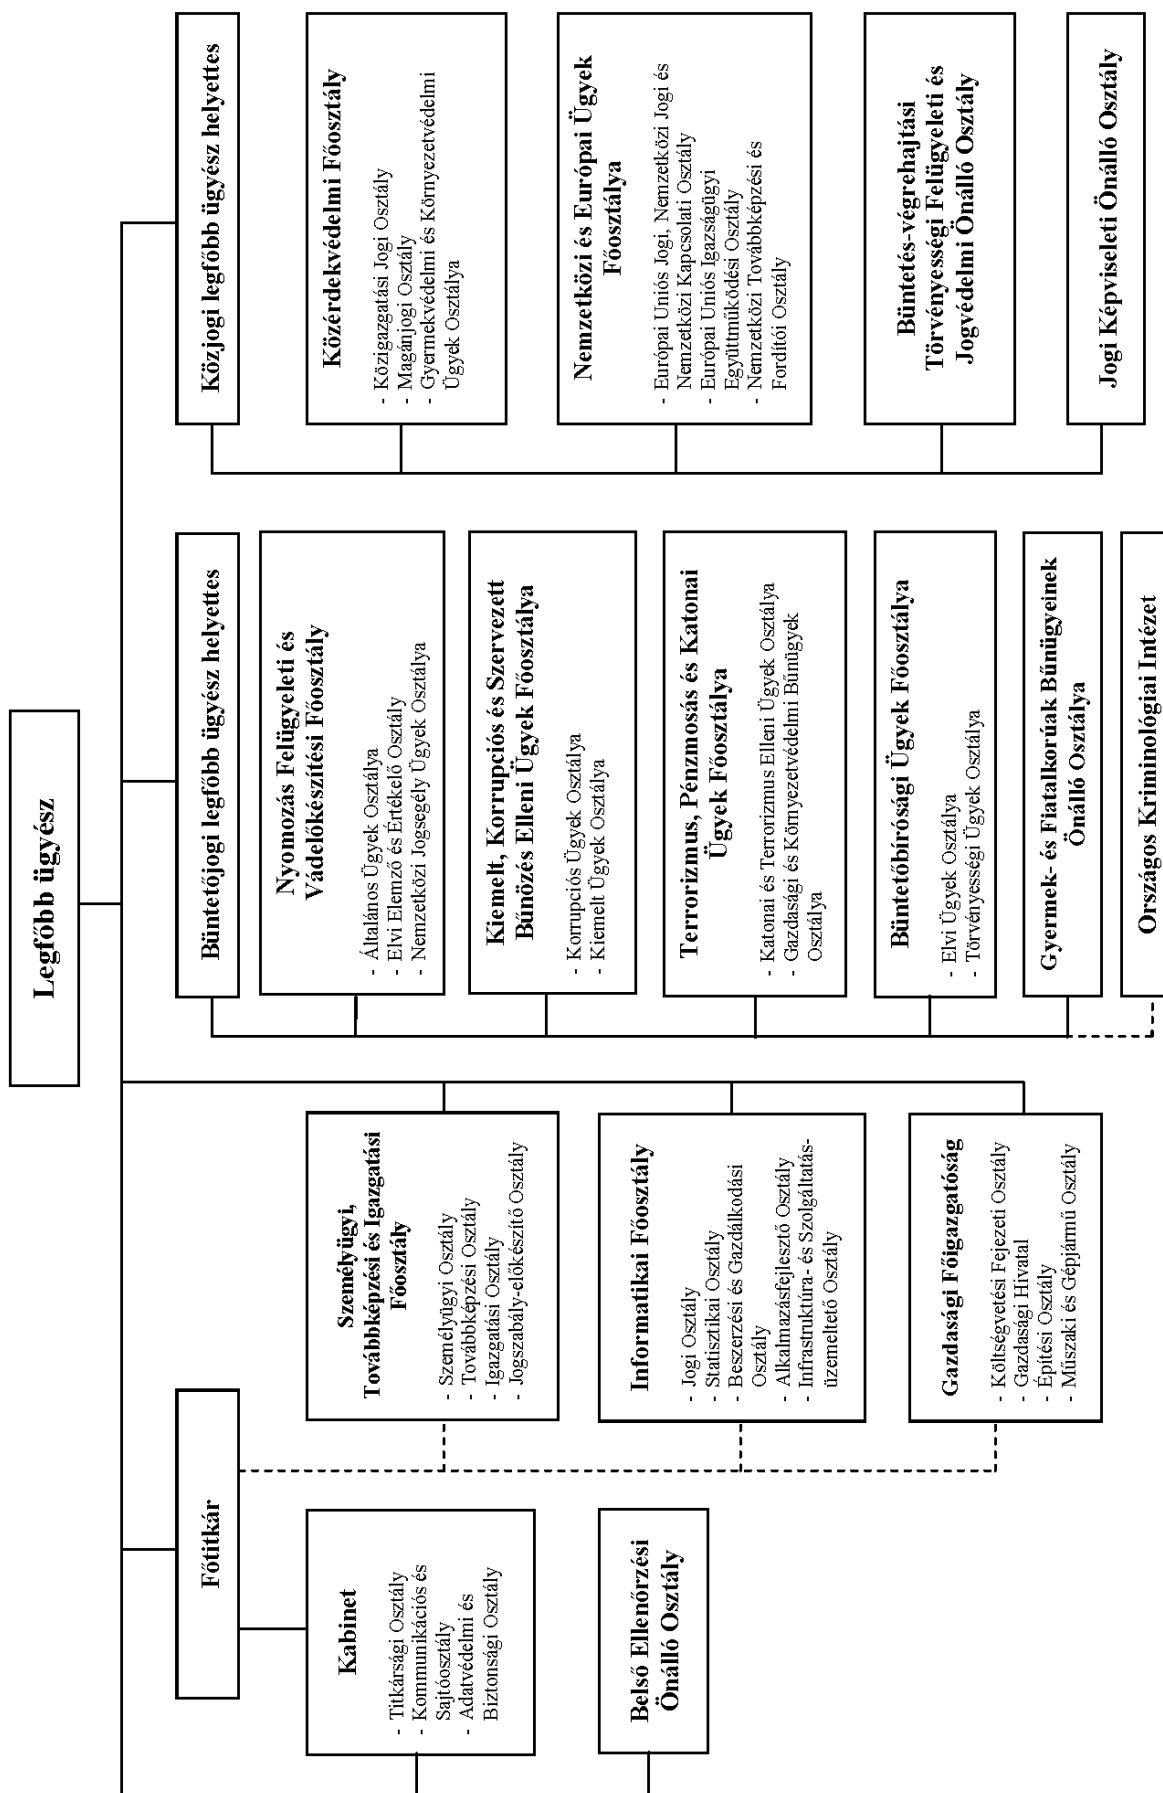 Legfőbb ügyész
Főtitkár
Kabinet
- Titkársági Osztály
- Kommunikációs és
Sajtóosztály
- Adatvédelmi és
Biztonsági Osztály
Belső Ellenőrzési
Önálló Osztály
Személyügyi,
Továbbképzési és Igazgatási
Főosztály
- Személyügyi Osztály
- Továbbképzési Osztály
- Igazgatási Osztály
- Jogszabály-előkészítő Osztály
Informatikai Főosztály
- Jogi Osztály
- Statisztikai Osztály
- Beszerzési és Gazdálkodási
Osztály
- Alkalmazásfejlesztő Osztály
- Infrastruktúra- és Szolgáltatás-
üzemeltető Osztály
Gazdasági Főigazgatóság
- Költségvetési Fejezeti Osztály
- Gazdasági Hivatal
- Építési Osztály
- Műszaki és Gépjármű Osztály
Büntetőjogi legfőbb ügyész helyettes
Nyomozás Felügyeleti és
Vádelőkészítési Főosztály
- Általános Ügyek Osztálya
- Elvi Elemző és Értékelő Osztály
- Nemzetközi Jogsegély Ügyek Osztálya
Kiemelt, Korrupciós és Szervezett
Bűnözés Elleni Ügyek Főosztálya
- Korrupciós Ügyek Osztálya
- Kiemelt Ügyek Osztálya
Terrorizmus, Pénzmosás és Katonai
Ügyek Főosztálya
- Katonai és Terrorizmus Elleni Ügyek Osztálya
- Gazdasági és Környezetvédelmi Bűnügyek
Osztálya
Büntetőbírósági Ügyek Főosztálya
- Elvi Ügyek Osztálya
- Törvényességi Ügyek Osztálya
Gyermek- és Fiatalkorúak Bűnügyeinek
Önálló Osztálya
Országos Kriminológiai Intézet
Közjogi legfőbb ügyész helyettes
Közérdekvédelmi Főosztály
- Közigazgatási Jogi Osztály
- Magánjogi Osztály
- Gyermekvédelmi és Környezetvédelmi
Ügyek Osztálya
Nemzetközi és Európai Ügyek
Főosztálya
- Európai Uniós Jogi, Nemzetközi Jogi és
Nemzetközi Kapcsolati Osztály
- Európai Uniós Igazságügyi
Együttműködési Osztály
- Nemzetközi Továbbképzési és
Fordítói Osztály
Büntetés-végrehajtási
Törvényességi Felügyeleti és
Jogvédelmi Önálló Osztály
Jogi Képviseleti Önálló Osztály